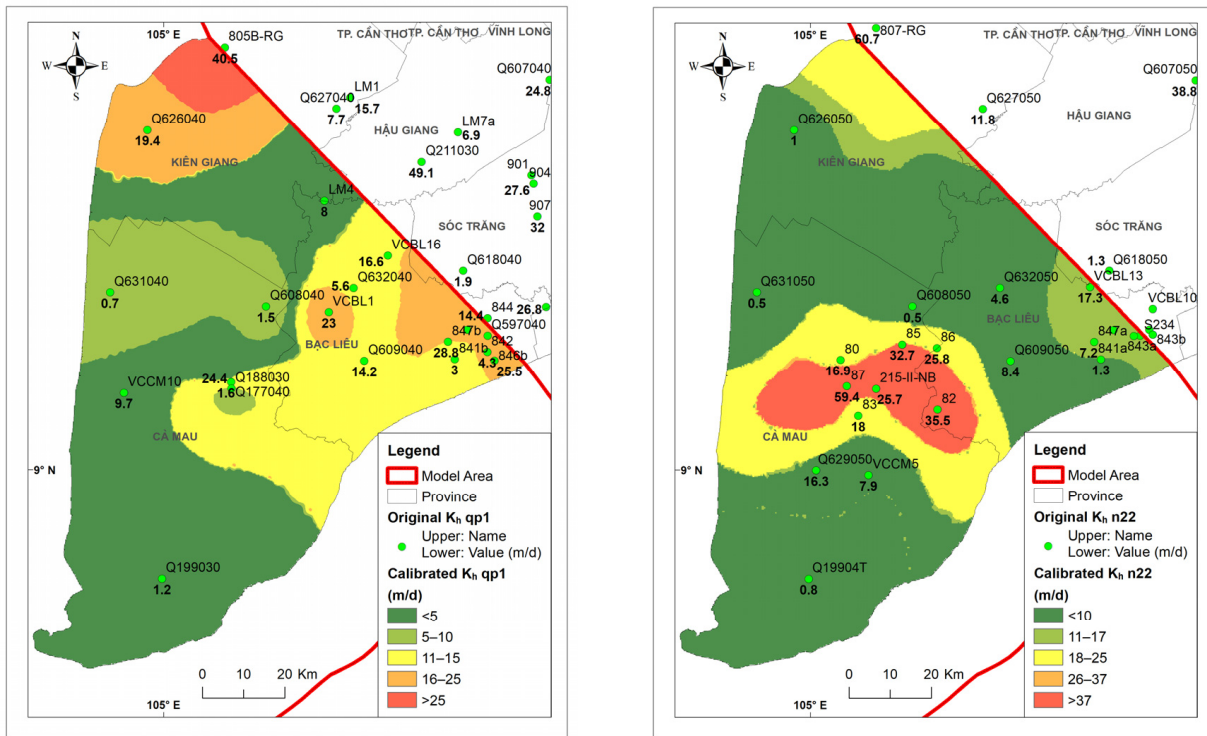 105° E
TP. CẦN THƠ
TP. CẦN THƠ
VĨNH LONG
N
W
E
S
805B-RG
40.5
Q607040
24.8
Q627040
7.7
LM1
15.7
HẬU GIANG
LM7a
6.9
Q626040
19.4
KIÊN GIANG
Q211030
49.1
901
904
27.6
LM4
8
907
32
SÓC TRĂNG
VCBL16
16.6
Q618040
1.9
Q631040
0.7
5.6
Q632040
Q608040
1.5
VCBL1
23
844
14.4
26.8
Q597040
847b
842
BẠC LIÊU
28.8
841b
3
4.3
846b
25.5
Q609040
14.2
VCCM10
9.7
24.4
Q188030
1.6
Q177040
CÀ MAU
9° N
Q199030
1.2
Legend
Model Area
Province
Original Kₕ qp1
Upper: Name
Lower: Value (m/d)
Calibrated Kₕ qp1
(m/d)
<5
5–10
11–15
16–25
>25
0 10 20 Km
105° E
105° E
TP. CẦN THƠ
TP. CẦN THƠ
VĨNH LONG
N
W
E
S
807-RG
60.7
Q607050
38.8
Q627050
11.8
HẬU GIANG
Q626050
1
KIÊN GIANG
SÓC TRĂNG
1.3
Q618050
Q631050
0.5
Q632050
4.6
VCBL13
17.3
Q608050
0.5
VCBL10
BẠC LIÊU
847a
S234
843a
843b
7.2
841a
1.3
85
32.7
86
25.8
80
16.9
Q609050
8.4
87
59.4
215-II-NB
25.7
82
35.5
83
18
CÀ MAU
9° N
Q629050
16.3
VCCM5
7.9
Q19904T
0.8
Legend
Model Area
Province
Original Kₕ n22
Upper: Name
Lower: Value (m/d)
Calibrated Kₕ n22
(m/d)
<10
11–17
18–25
26–37
>37
0 10 20 Km
105° E